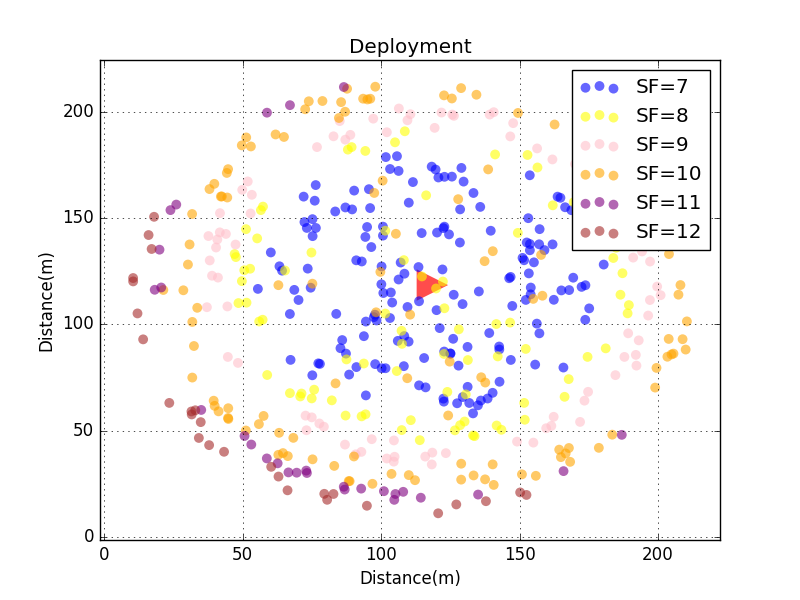 Deployment
SF=7
SF=8
SF=9
SF=10
SF=11
SF=12
Distance(m)
200
150
100
50
0
0
50
100
150
200
Distance(m)